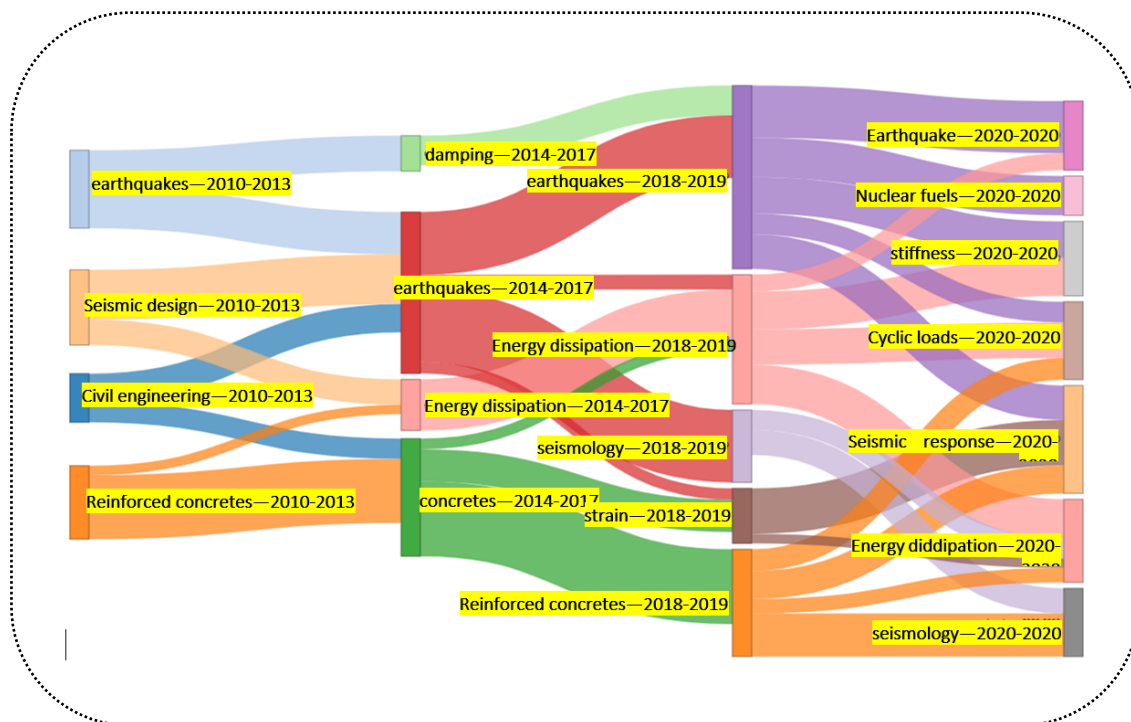 earthquakes—2010-2013
Seismic design—2010-2013
Civil engineering—2010-2013
Reinforced concretes—2010-2013
damping—2014-2017
earthquakes—2014-2017
Energy dissipation—2014-2017
concretes—2014-2017
earthquakes—2018-2019
Energy dissipation—2018-2019
seismology—2018-2019
strain—2018-2019
Reinforced concretes—2018-2019
Earthquake—2020-2020
Nuclear fuels—2020-2020
stiffness—2020-2020
Cyclic loads—2020-2020
Seismic response—2020-
Energy diddipation—2020-
seismology—2020-2020